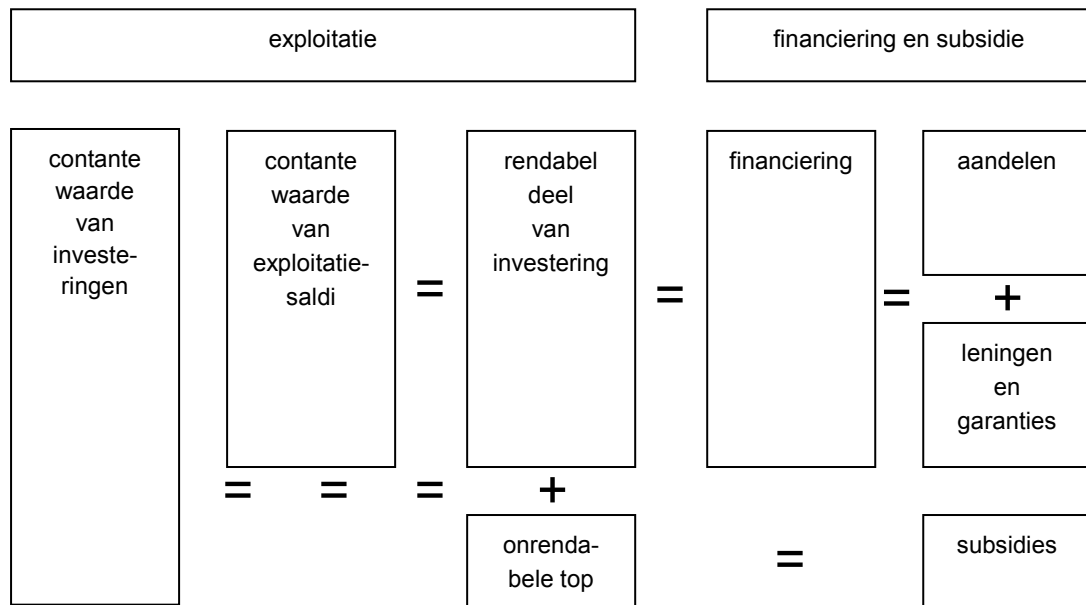 exploitatie
financiering en subsidie
contante
waarde
van
investe-
ringen
contante
waarde
van
exploitatie-
saldi
=
rendabel
deel
van
investering
=
financiering
=
aandelen
+
leningen
en
garanties
= = = +
onrenda-
bele top
=
subsidies